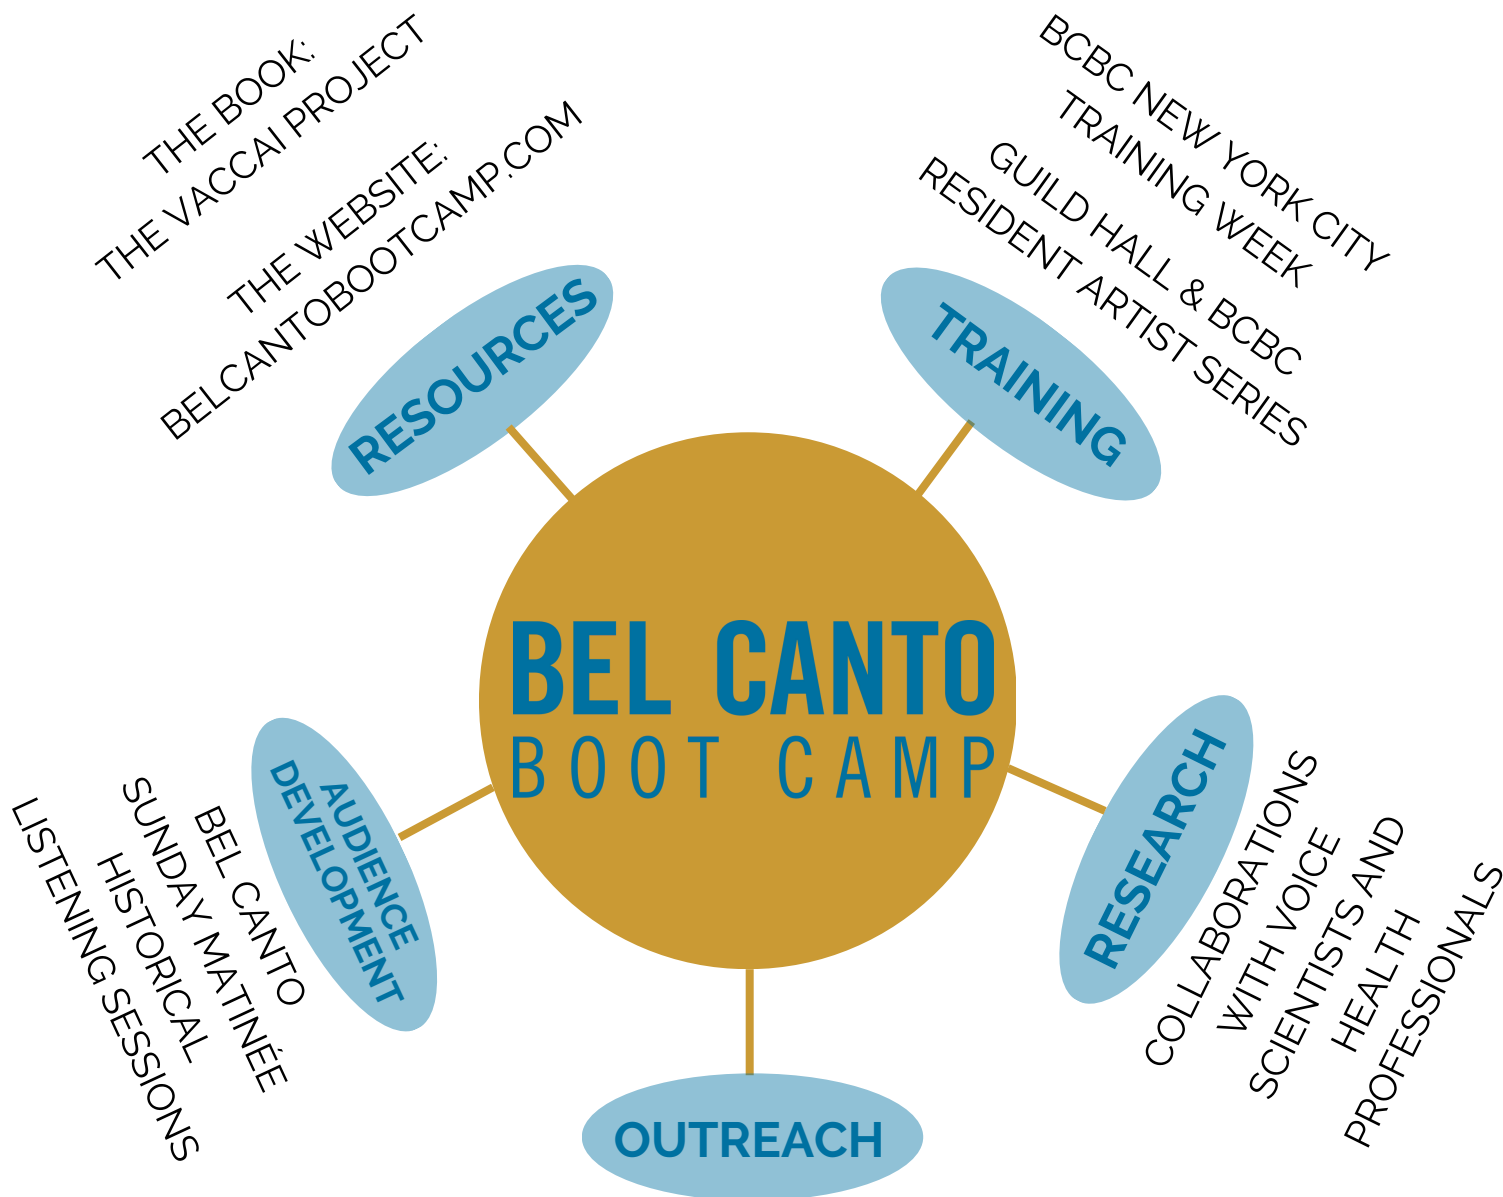 THE BOOK:
THE VACCAI PROJECT
THE WEBSITE:
BELCANTOBOOTCAMP.COM
RESOURCES
BCBC NEW YORK CITY
TRAINING WEEK
GUILD HALL & BCBC
RESIDENT ARTIST SERIES
TRAINING
BEL CANTO
BOOT CAMP
AUDIENCE
DEVELOPMENT
BEL CANTO
SUNDAY MATINÉE
HISTORICAL
LISTENING SESSIONS
RESEARCH
COLLABORATIONS
WITH VOICE
SCIENTISTS AND
HEALTH
PROFESSIONALS
OUTREACH